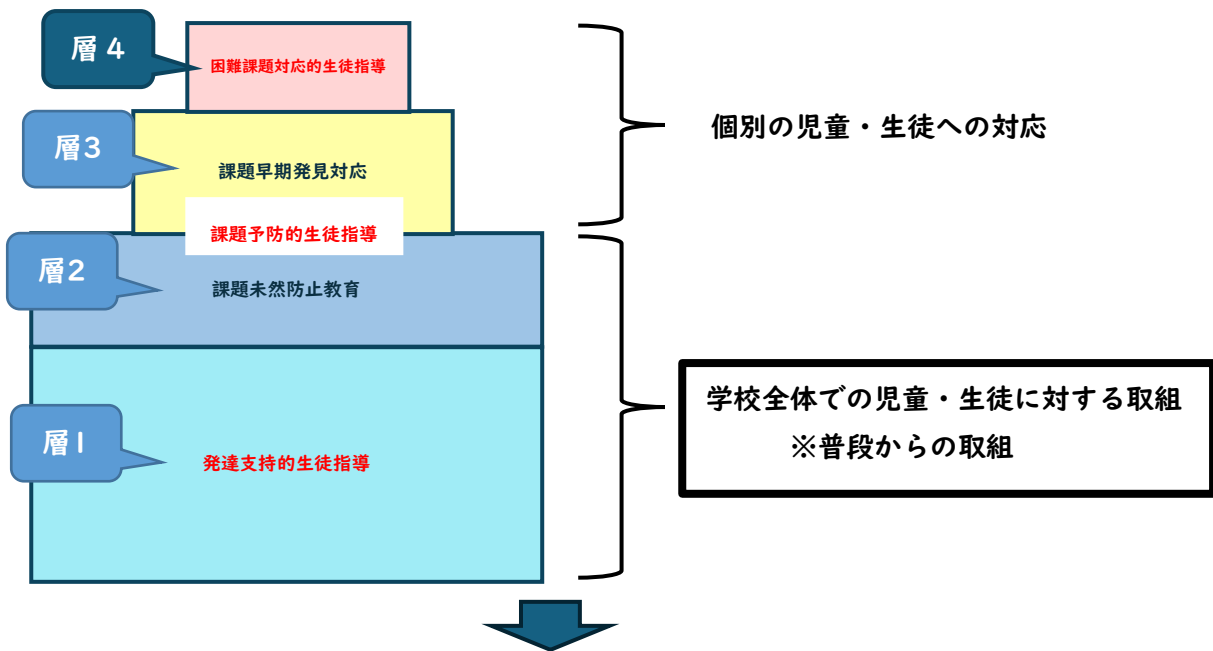 層4
困難課題対応的生徒指導
個別の児童・生徒への対応
層3
課題早期発見対応
課題予防的生徒指導
層2
課題未然防止教育
学校全体での児童・生徒に対する取組
※普段からの取組
層1
発達支持的生徒指導